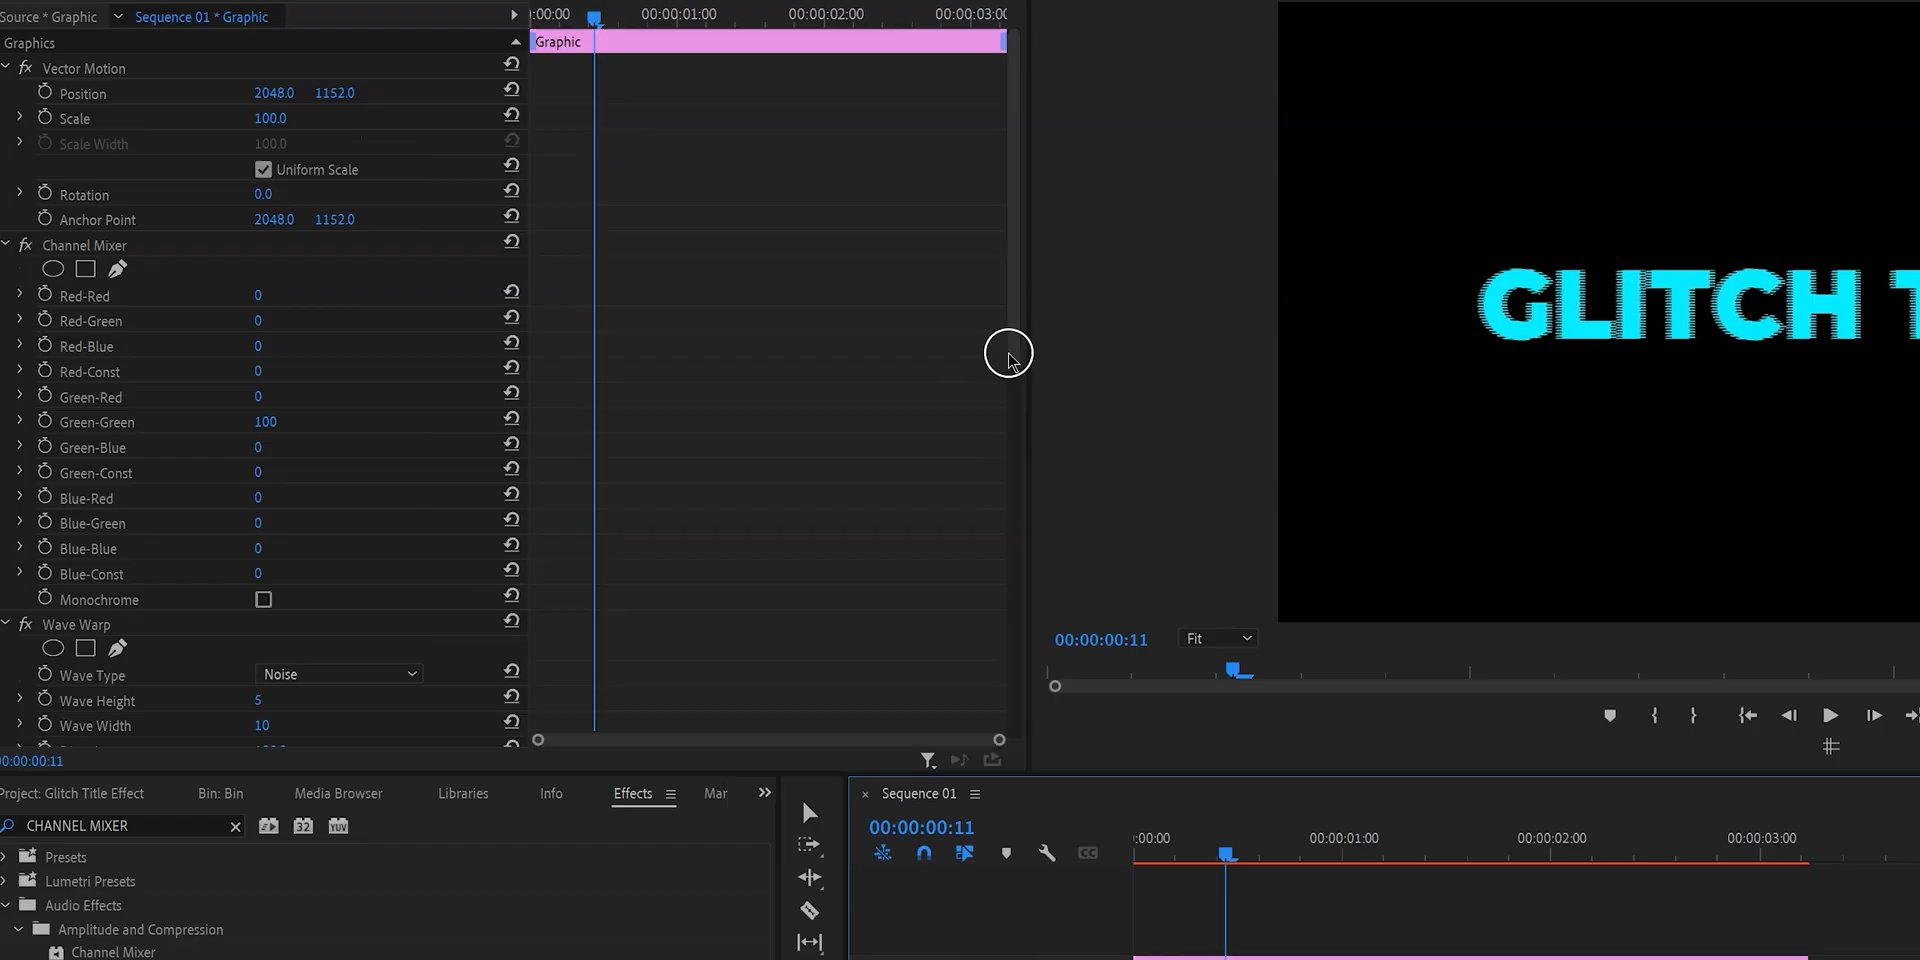 Source * Graphic Sequence 01 * Graphic
:00:00 00:00:01:00 00:00:02:00 00:00:03:00
Graphics
Graphic
fx Vector Motion
Position 2048.0 1152.0
Scale 100.0
Scale Width 100.0
Uniform Scale
Rotation 0.0
Anchor Point 2048.0 1152.0
fx Channel Mixer
Red-Red 0
Red-Green 0
Red-Blue 0
Red-Const 0
Green-Red 0
Green-Green 100
Green-Blue 0
Green-Const 0
Blue-Red 0
Blue-Green 0
Blue-Blue 0
Blue-Const 0
Monochrome
fx Wave Warp
Wave Type Noise
Wave Height 5
Wave Width 10
0:00:00:11
GLITCH T
00:00:00:11 Fit
Project: Glitch Title Effect Bin: Bin Media Browser Libraries Info Effects Mar
CHANNEL MIXER 32 YUV
Presets
Lumetri Presets
Audio Effects
Amplitude and Compression
Channel Mixer
× Sequence 01
00:00:00:11
CC
:00:00 00:00:01:00 00:00:02:00 00:00:03:00